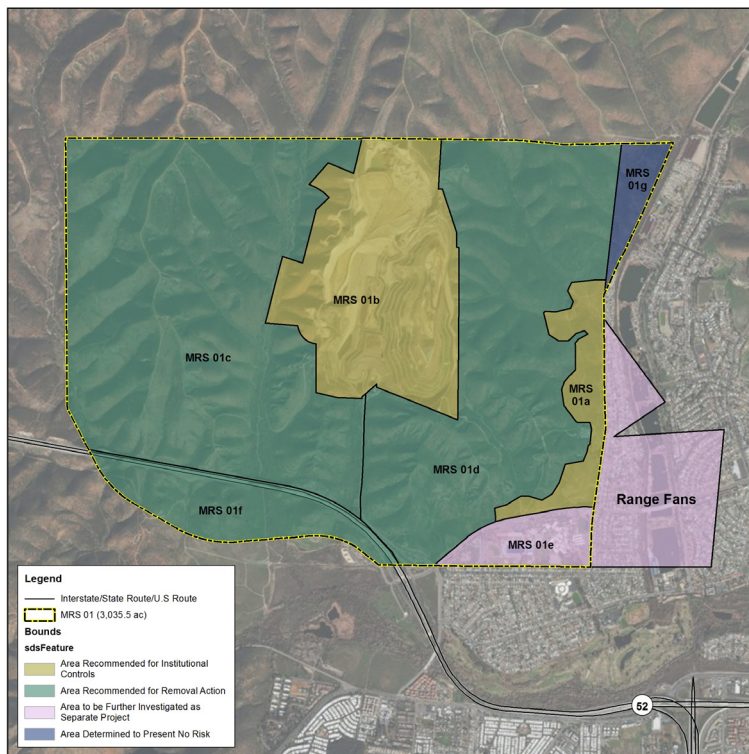 MRS
01g
MRS 01b
MRS 01c
MRS
01a
MRS 01d
Range Fans
MRS 01f
MRS 01e
52
Legend
Interstate/State Route/U.S Route
MRS 01 (3,035.5 ac)
Bounds
sdsFeature
Area Recommended for Institutional
Controls
Area Recommended for Removal Action
Area to be Further Investigated as
Separate Project
Area Determined to Present No Risk